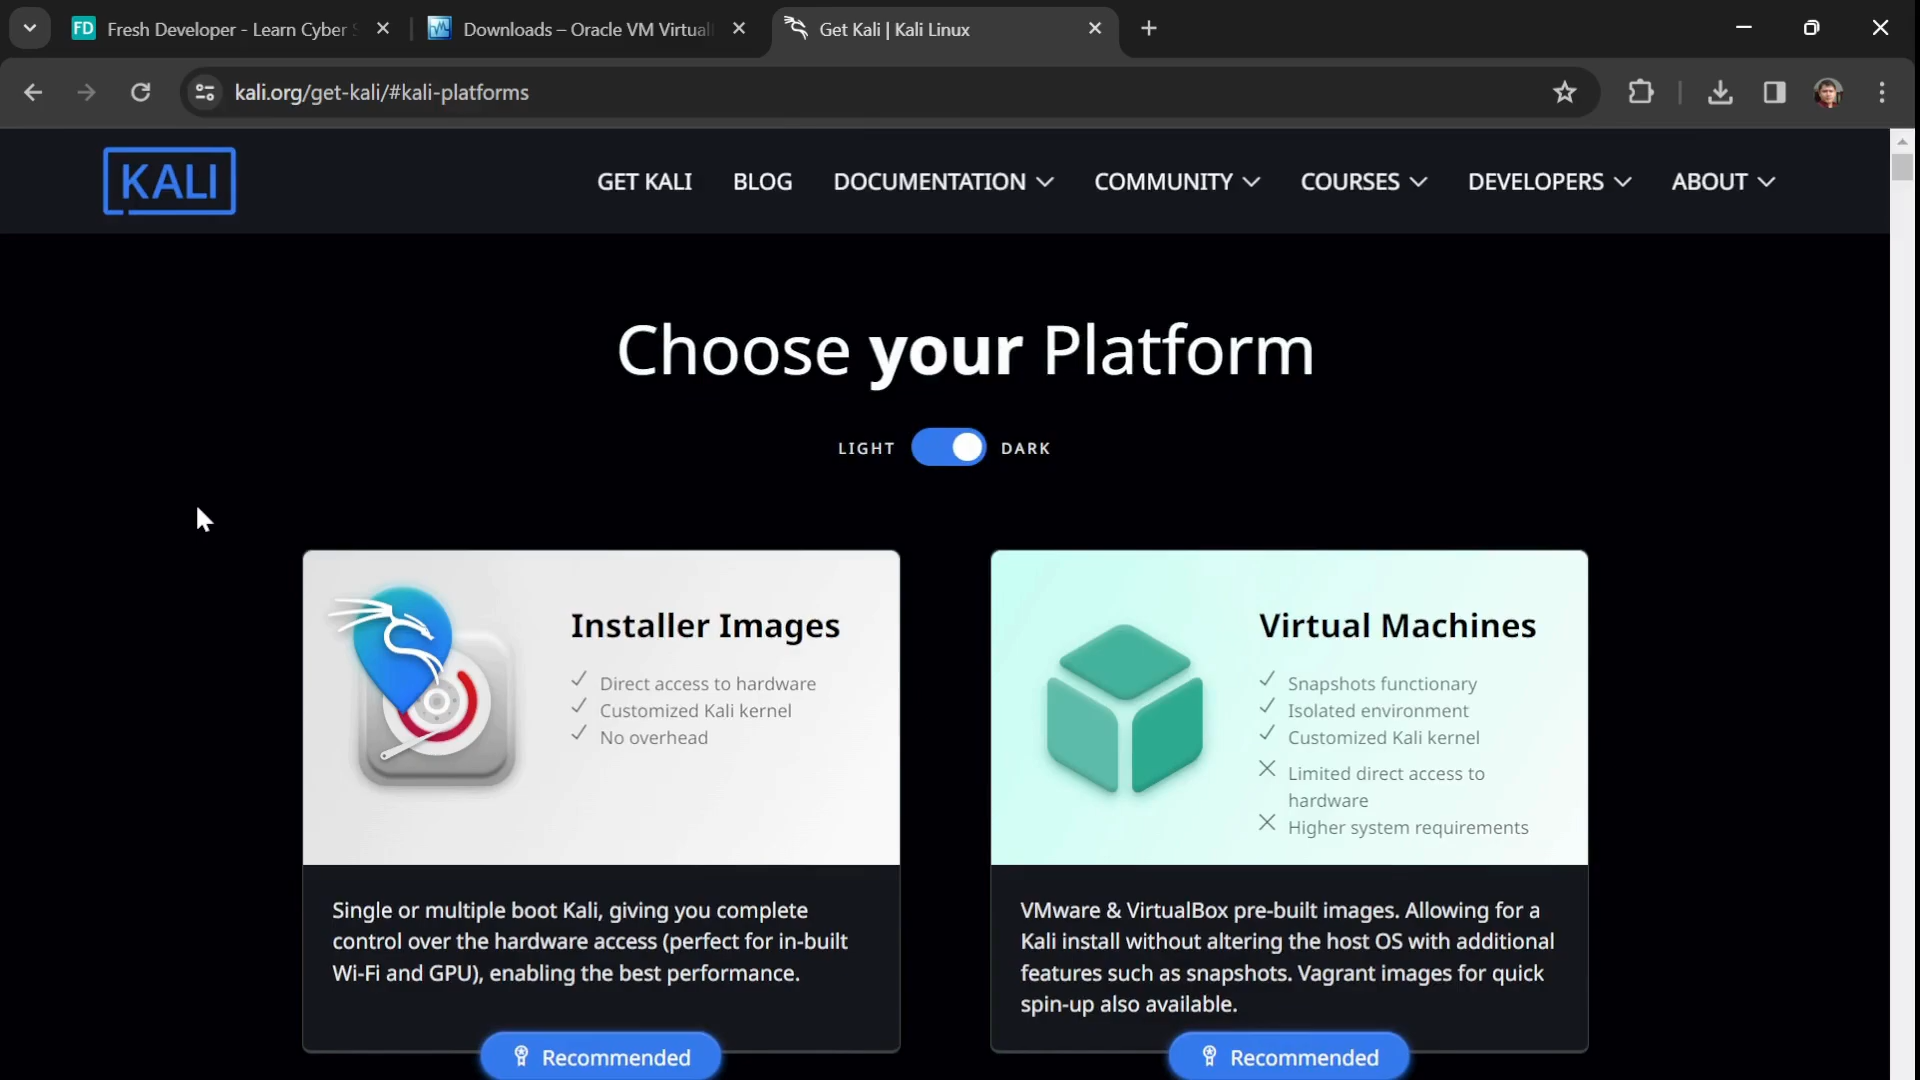 Fresh Developer - Learn Cyber
Downloads – Oracle VM Virtual
Get Kali | Kali Linux
kali.org/get-kali/#kali-platforms
KALI
GET KALI
BLOG
DOCUMENTATION
COMMUNITY
COURSES
DEVELOPERS
ABOUT
Choose your Platform
LIGHT
DARK
Installer Images
Direct access to hardware
Customized Kali kernel
No overhead
Single or multiple boot Kali, giving you complete
control over the hardware access (perfect for in-built
Wi-Fi and GPU), enabling the best performance.
Recommended
Virtual Machines
Snapshots functionary
Isolated environment
Customized Kali kernel
Limited direct access to
hardware
Higher system requirements
VMware & VirtualBox pre-built images. Allowing for a
Kali install without altering the host OS with additional
features such as snapshots. Vagrant images for quick
spin-up also available.
Recommended